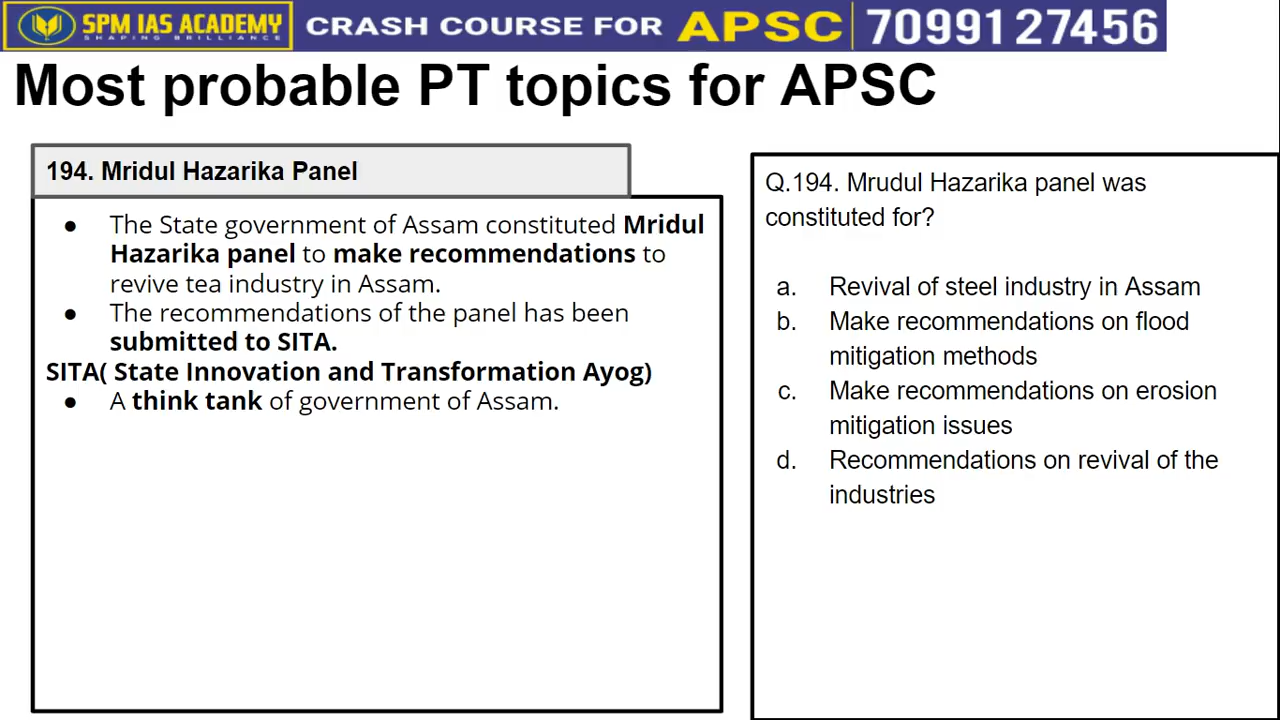 SPM IAS ACADEMY
SHAPING BRILLIANCE
CRASH COURSE FOR APSC 70991 27456
Most probable PT topics for APSC
194. Mridul Hazarika Panel
● The State government of Assam constituted Mridul
Hazarika panel to make recommendations to
revive tea industry in Assam.
● The recommendations of the panel has been
submitted to SITA.
SITA( State Innovation and Transformation Ayog)
● A think tank of government of Assam.
Q.194. Mrudul Hazarika panel was
constituted for?
a. Revival of steel industry in Assam
b. Make recommendations on flood
mitigation methods
c. Make recommendations on erosion
mitigation issues
d. Recommendations on revival of the
industries